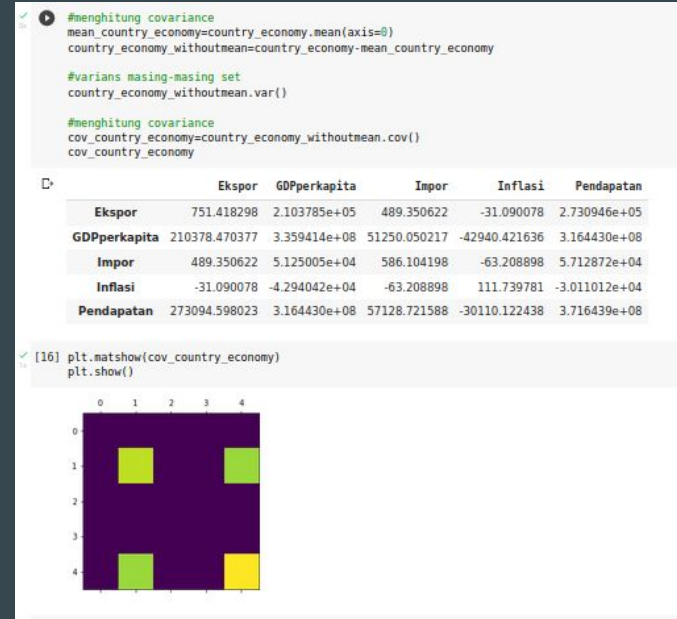 #menghitung covariance
mean_country_economy=country_economy.mean(axis=0)
country_economy_withoutmean=country_economy-mean_country_economy
#varians masing-masing set
country_economy_withoutmean.var()
#menghitung covariance
cov_country_economy=country_economy_withoutmean.cov()
cov_country_economy
Ekspor GDPperkapita Impor Inflasi Pendapatan
Ekspor 751.418298 2.103785e+05 489.350622 -31.090078 2.730946e+05
GDPperkapita 210378.470377 3.359414e+08 51250.050217 -42940.421636 3.164430e+08
Impor 489.350622 5.125005e+04 586.104198 -63.208898 5.712872e+04
Inflasi -31.090078 -4.294042e+04 -63.208898 111.739781 -3.011012e+04
Pendapatan 273094.598023 3.164430e+08 57128.721588 -30110.122438 3.716439e+08
[16] plt.matshow(cov_country_economy)
plt.show()
0 1 2 3 4
0
1
2
3
4